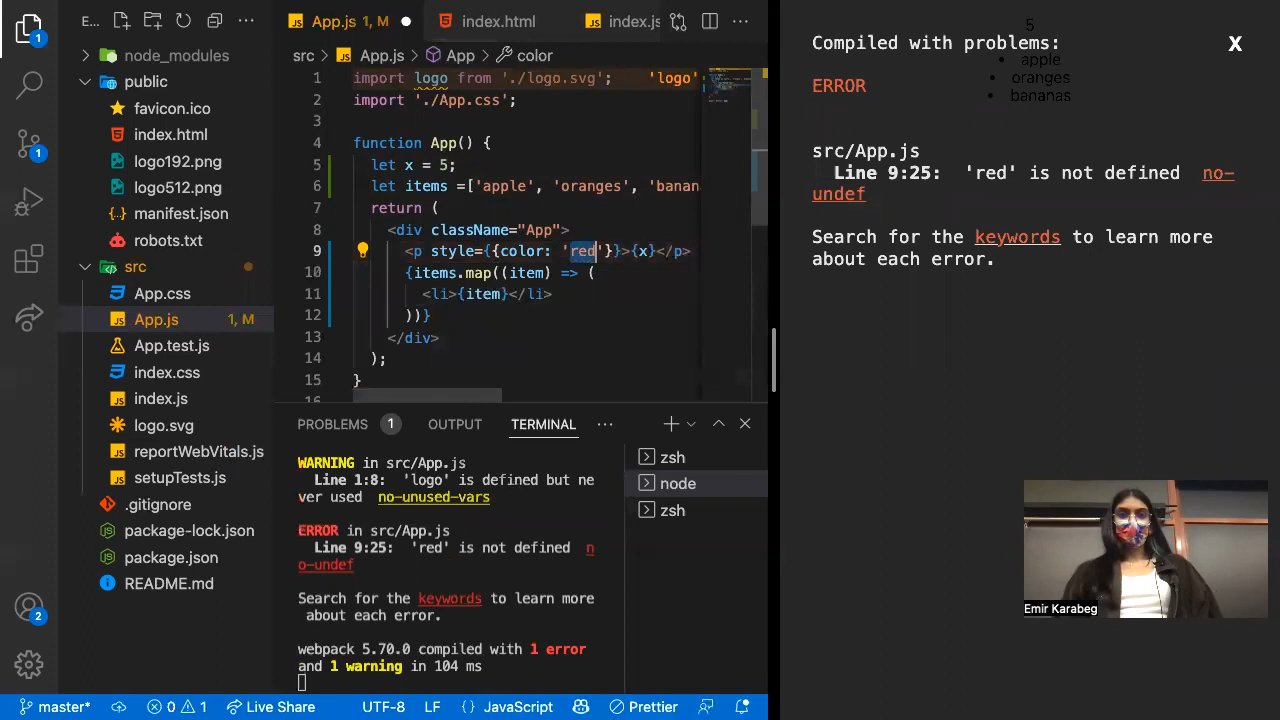 E...
App.js 1, M
index.html
index.js
src > App.js > App > color
node_modules
public
favicon.ico
index.html
logo192.png
logo512.png
manifest.json
robots.txt
src
App.css
App.js 1, M
App.test.js
index.css
index.js
logo.svg
reportWebVitals.js
setupTests.js
.gitignore
package-lock.json
package.json
README.md
1 import logo from './logo.svg'; 'logo'
2 import './App.css';
3
4 function App() {
5 let x = 5;
6 let items =['apple', 'oranges', 'banan
7 return (
8 <div className="App">
9 <p style={{color: 'red'}}>{x}</p>
10 {items.map((item) => (
11 <li>{item}</li>
12 ))}
13 </div>
14 );
15 }
16
PROBLEMS 1 OUTPUT TERMINAL ...
WARNING in src/App.js
Line 1:8: 'logo' is defined but ne
ver used no-unused-vars
ERROR in src/App.js
Line 9:25: 'red' is not defined n
o-undef
Search for the keywords to learn more
about each error.
webpack 5.70.0 compiled with 1 error
and 1 warning in 104 ms
zsh
node
zsh
1
1
2
master* 0 1 Live Share UTF-8 LF {} JavaScript Prettier
5
Compiled with problems: X
• apple
• oranges
• bananas
ERROR
src/App.js
Line 9:25: 'red' is not defined no-
undef
Search for the keywords to learn more
about each error.
Emir Karabeg